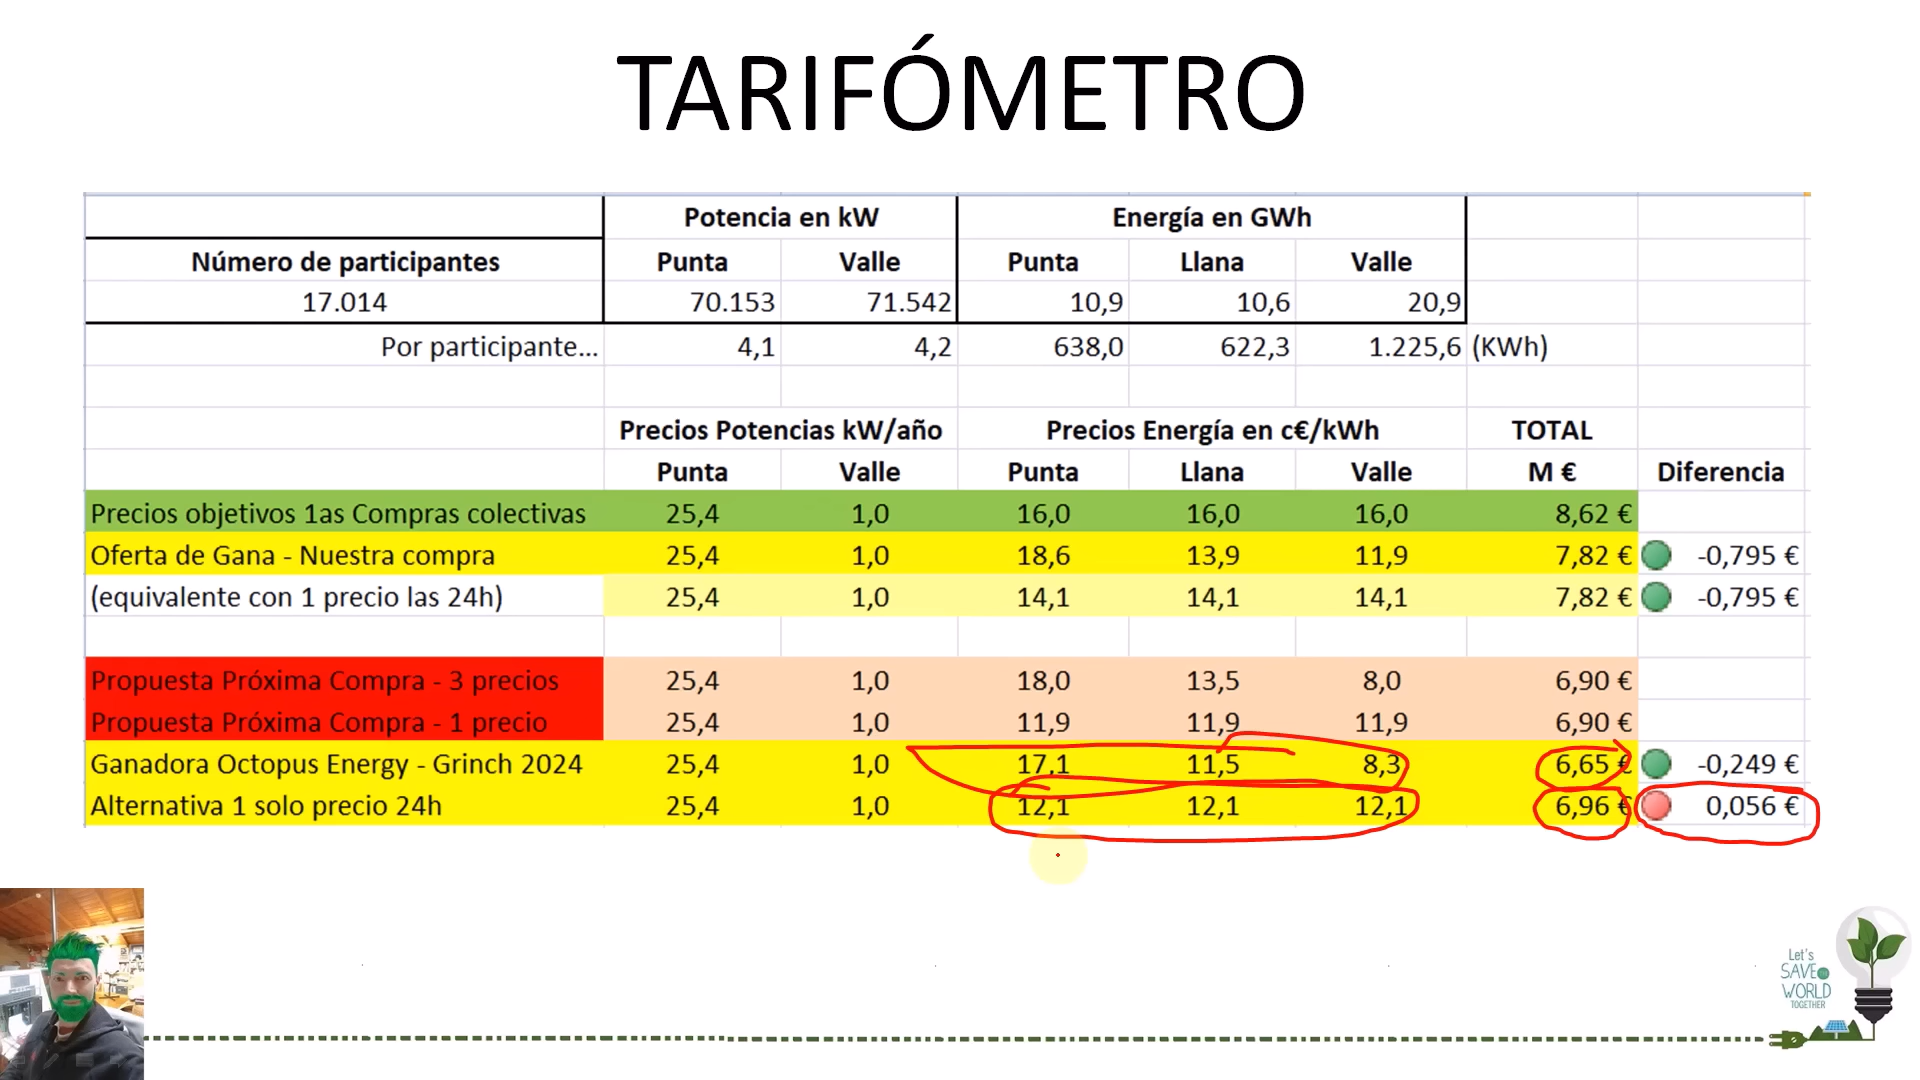 TARIFÓMETRO
Potencia en kW Energía en GWh
Número de participantes Punta Valle Punta Llana Valle
17.014 70.153 71.542 10,9 10,6 20,9
Por participante... 4,1 4,2 638,0 622,3 1.225,6 (KWh)
Precios Potencias kW/año Precios Energía en c€/kWh TOTAL
Punta Valle Punta Llana Valle M € Diferencia
Precios objetivos 1as Compras colectivas 25,4 1,0 16,0 16,0 16,0 8,62 €
Oferta de Gana - Nuestra compra 25,4 1,0 18,6 13,9 11,9 7,82 € -0,795 €
(equivalente con 1 precio las 24h) 25,4 1,0 14,1 14,1 14,1 7,82 € -0,795 €
Propuesta Próxima Compra - 3 precios 25,4 1,0 18,0 13,5 8,0 6,90 €
Propuesta Próxima Compra - 1 precio 25,4 1,0 11,9 11,9 11,9 6,90 €
Ganadora Octopus Energy - Grinch 2024 25,4 1,0 17,1 11,5 8,3 6,65 € -0,249 €
Alternativa 1 solo precio 24h 25,4 1,0 12,1 12,1 12,1 6,96 € 0,056 €
Let's
SAVE
WORLD
TOGETHER